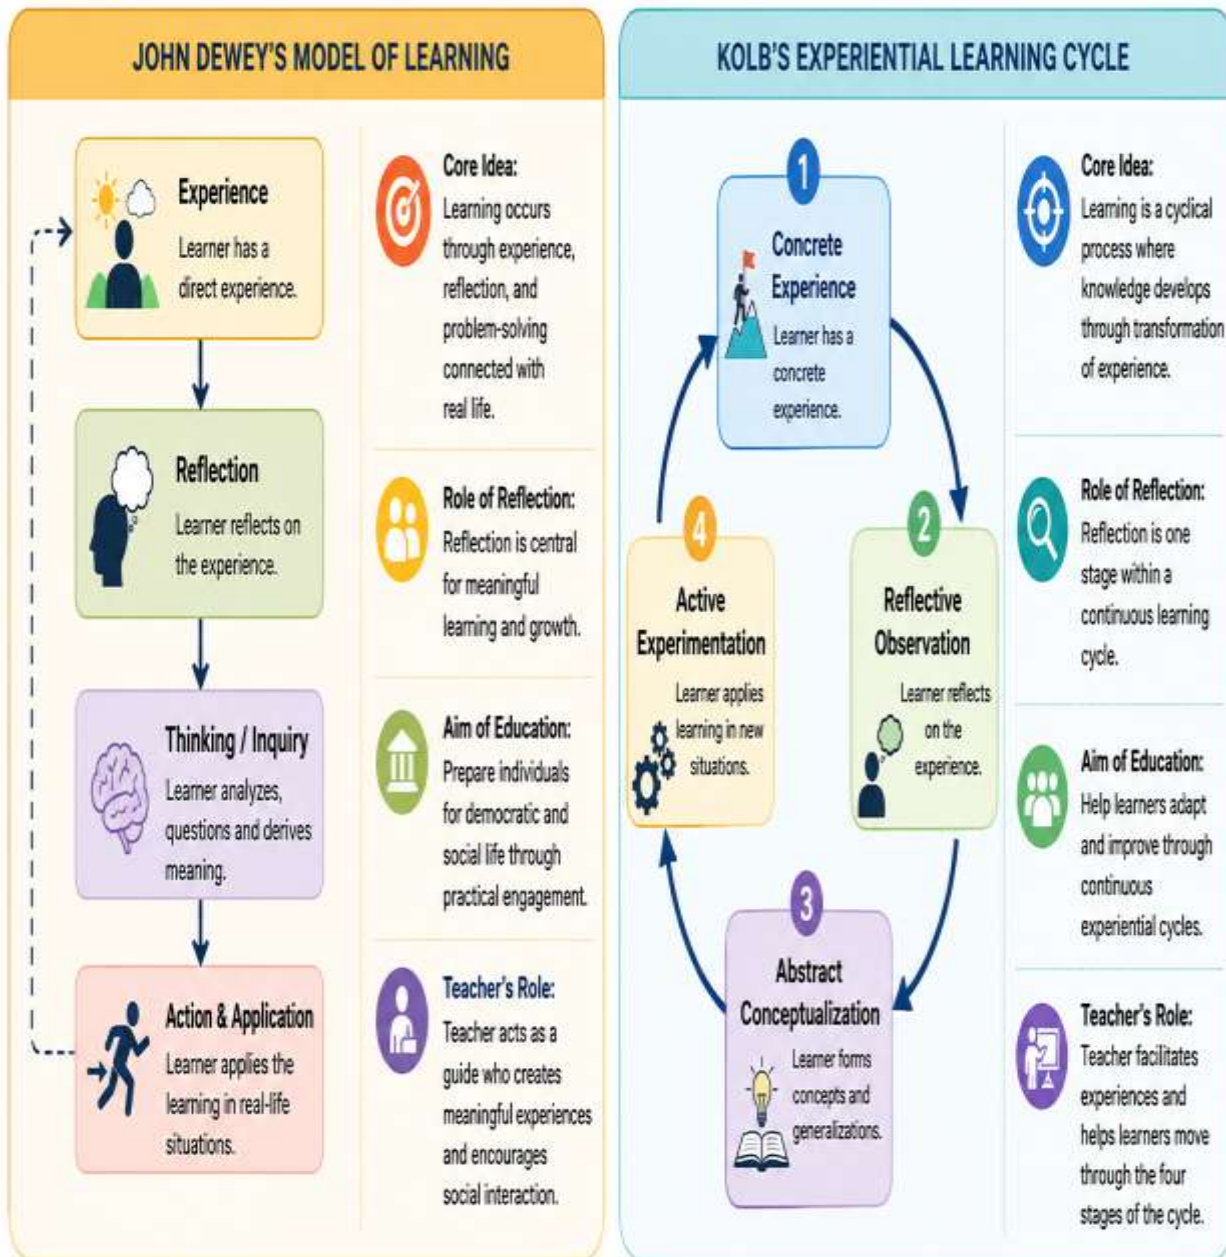 JOHN DEWEY'S MODEL OF LEARNING
Experience
Learner has a
direct experience.
Reflection
Learner reflects on
the experience.
Thinking / Inquiry
Learner analyzes,
questions and derives
meaning.
Action & Application
Learner applies the
learning in real-life
situations.
Core Idea:
Learning occurs
through experience,
reflection, and
problem-solving
connected with
real life.
Role of Reflection:
Reflection is central
for meaningful
learning and growth.
Aim of Education:
Prepare individuals
for democratic and
social life through
practical engagement.
Teacher's Role:
Teacher acts as a
guide who creates
meaningful experiences
and encourages
social interaction.
KOLB'S EXPERIENTIAL LEARNING CYCLE
1
Concrete
Experience
Learner has a
concrete
experience.
2
Reflective
Observation
Learner reflects
on the
experience.
3
Abstract
Conceptualization
Learner forms
concepts and
generalizations.
4
Active
Experimentation
Learner applies
learning in new
situations.
Core Idea:
Learning is a cyclical
process where
knowledge develops
through transformation
of experience.
Role of Reflection:
Reflection is one
stage within a
continuous learning
cycle.
Aim of Education:
Help learners adapt
and improve through
continuous
experiential cycles.
Teacher's Role:
Teacher facilitates
experiences and
helps learners move
through the four
stages of the cycle.